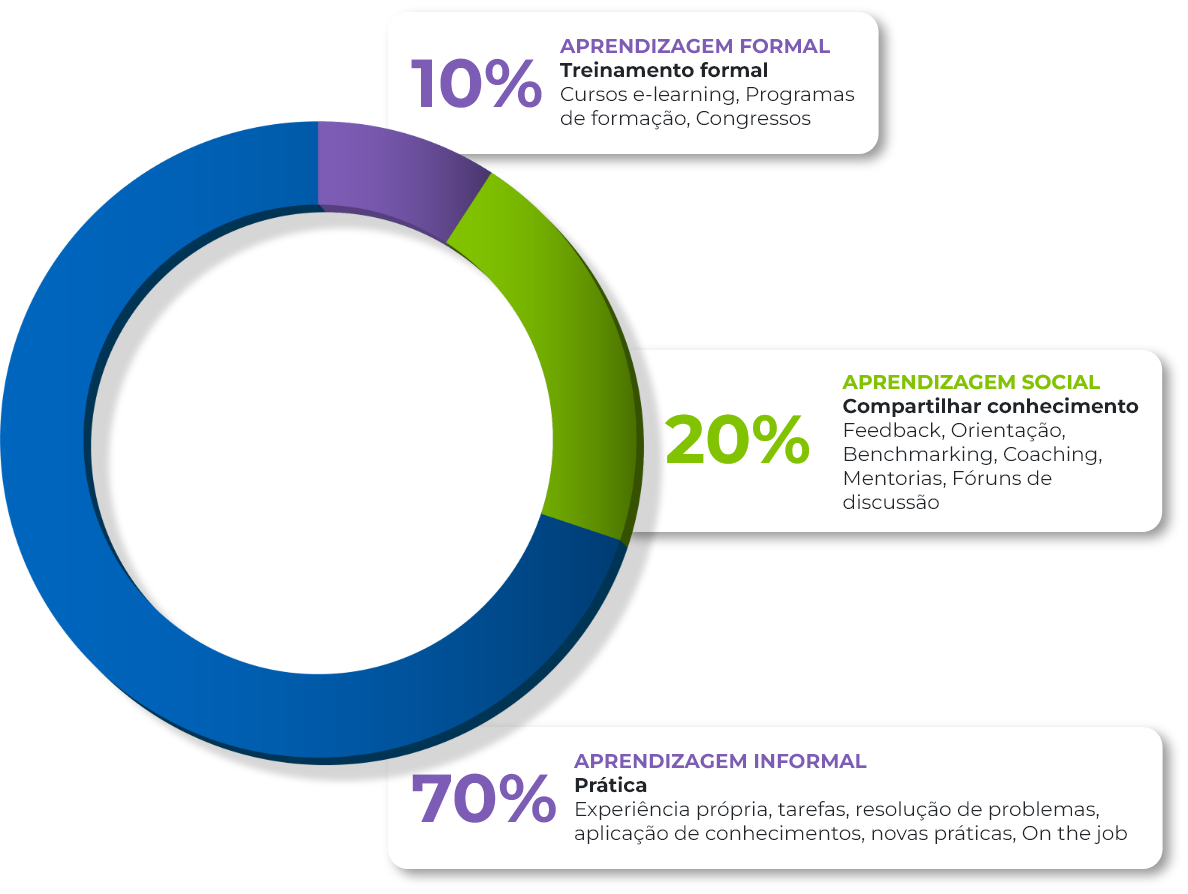 10%
APRENDIZAGEM FORMAL
Treinamento formal
Cursos e-learning, Programas
de formação, Congressos
20%
APRENDIZAGEM SOCIAL
Compartilhar conhecimento
Feedback, Orientação,
Benchmarking, Coaching,
Mentorias, Fóruns de
discussão
70%
APRENDIZAGEM INFORMAL
Prática
Experiência própria, tarefas, resolução de problemas,
aplicação de conhecimentos, novas práticas, On the job